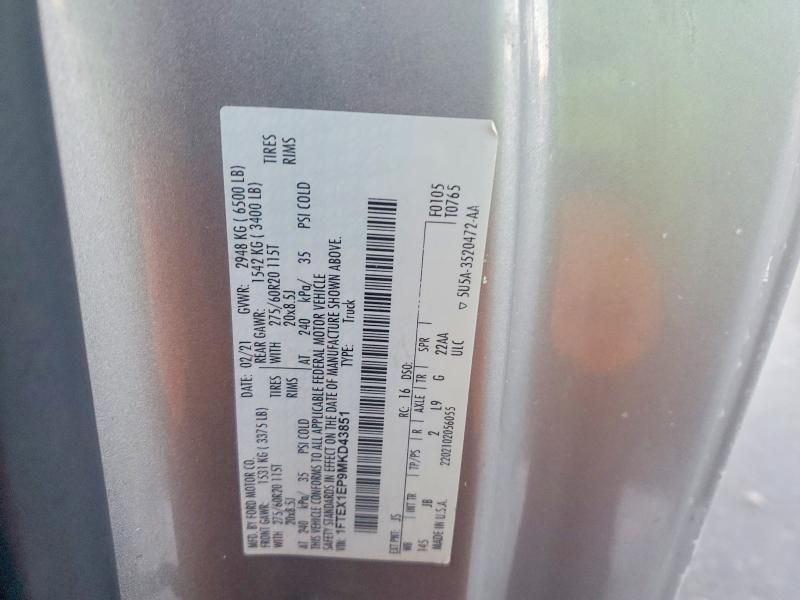 MFD. BY FORD MOTOR CO.
DATE: 02/21 GVWR: 2948 KG ( 6500 LB)
FRONT GAWR: 1531 KG ( 3375 LB) REAR GAWR: 1542 KG ( 3400 LB)
WITH 275/60R20 115T TIRES WITH 275/60R20 115T TIRES
20x8.5J RIMS 20x8.5J RIMS
AT 240 kPa/ 35 PSI COLD AT 240 kPa/ 35 PSI COLD
THIS VEHICLE CONFORMS TO ALL APPLICABLE FEDERAL MOTOR VEHICLE
SAFETY STANDARDS IN EFFECT ON THE DATE OF MANUFACTURE SHOWN ABOVE.
VIN: 1FTEX1EP9MKD43851 TYPE: Truck
EXT PNT: JS RC: 16 DSO: F0105
WB INT TR TP/PS R AXLE TR SPR T0765
145 JB 2 L9 G 22AA
MADE IN U.S.A. 2202102056055 ULC
▽ 5U5A-3520472-AA